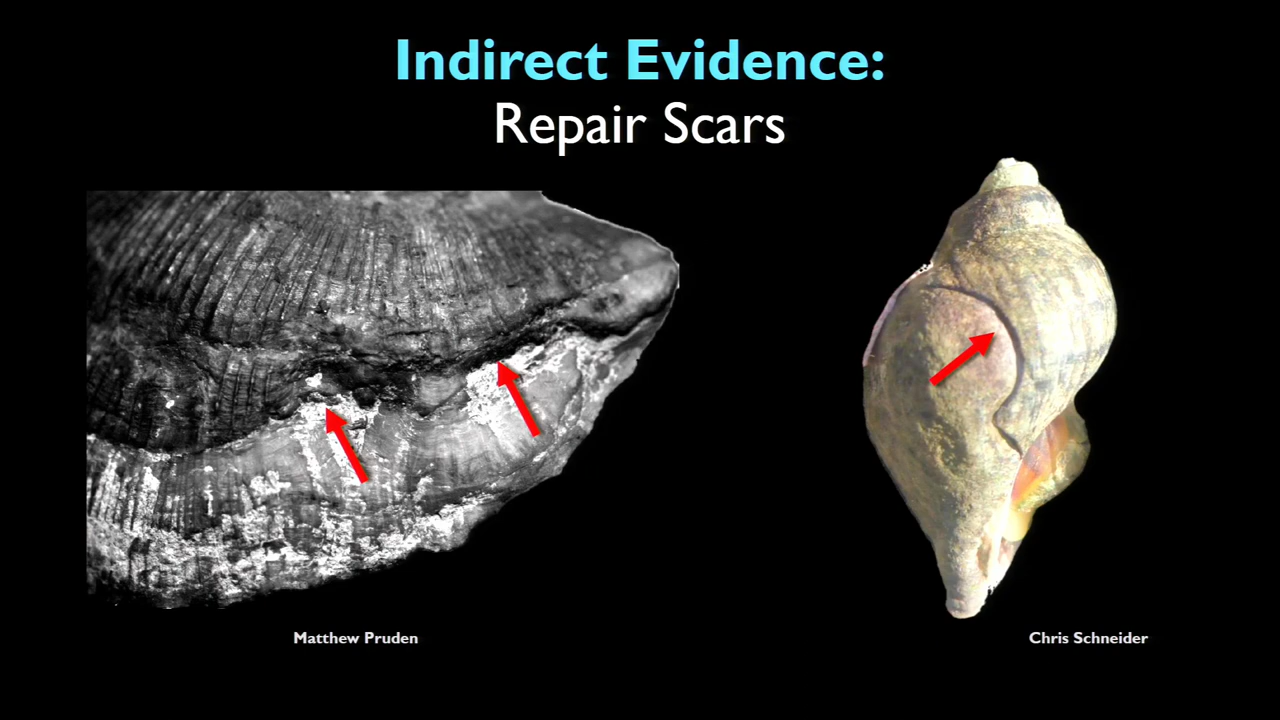 Indirect Evidence:
Repair Scars
Matthew Pruden
Chris Schneider